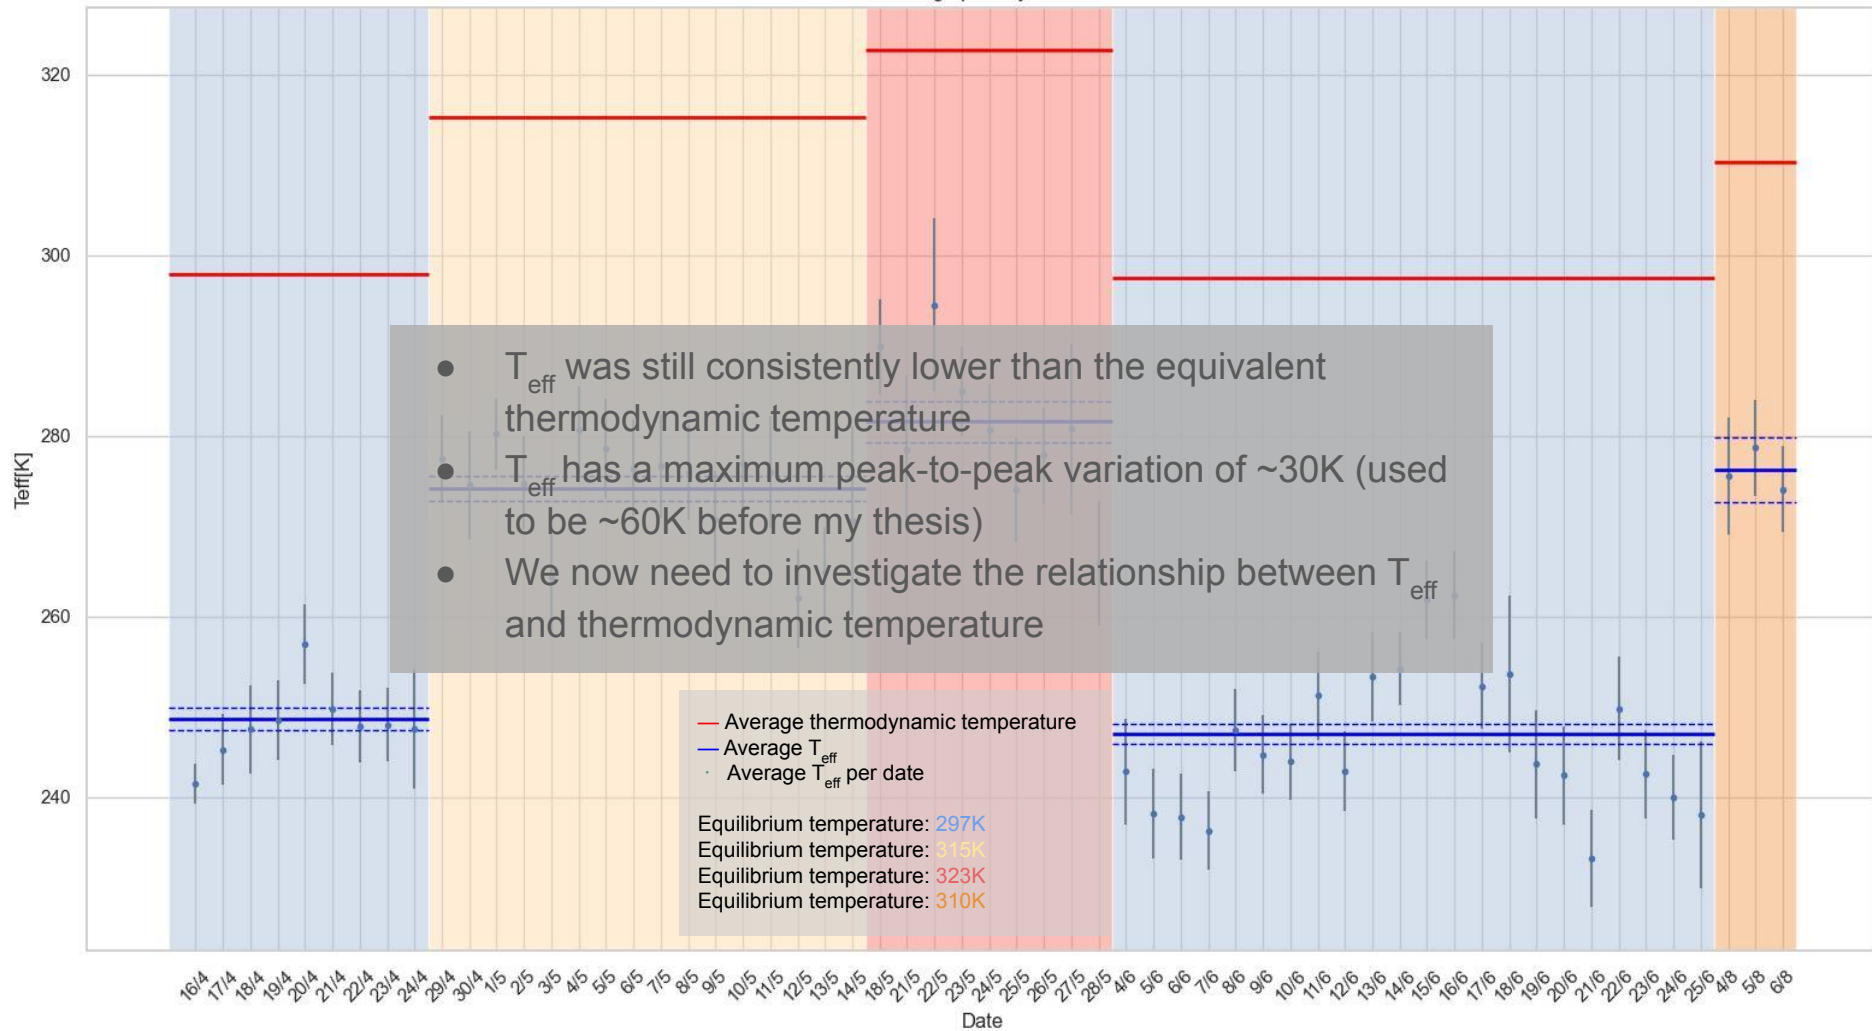 320
300
280
260
240
Teff[K]
● T_eff was still consistently lower than the equivalent
thermodynamic temperature
● T_eff has a maximum peak-to-peak variation of ~30K (used
to be ~60K before my thesis)
● We now need to investigate the relationship between T_eff
and thermodynamic temperature
Average thermodynamic temperature
Average T_eff
Average T_eff per date
Equilibrium temperature: 297K
Equilibrium temperature: 315K
Equilibrium temperature: 323K
Equilibrium temperature: 310K
16/4 17/4 18/4 19/4 20/4 21/4 22/4 23/4 24/4 29/4 30/4 1/5 2/5 3/5 4/5 5/5 6/5 7/5 8/5 9/5 10/5 11/5 12/5 13/5 14/5 18/5 21/5 22/5 23/5 24/5 25/5 26/5 27/5 28/5 4/6 5/6 6/6 7/6 8/6 9/6 10/6 11/6 12/6 13/6 14/6 15/6 16/6 17/6 18/6 19/6 20/6 21/6 22/6 23/6 24/6 25/6 4/8 5/8 6/8
Date